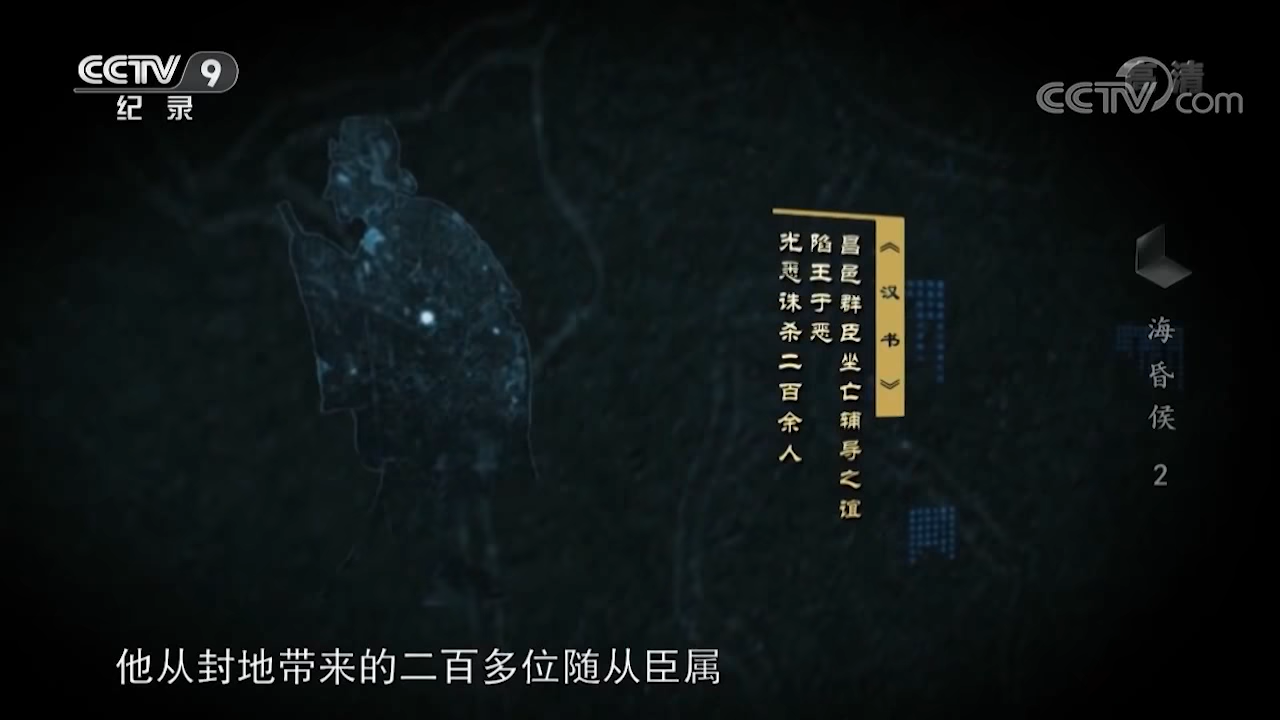 CCTV 9
纪录
高清
CCTV.com
《汉书》
昌邑群臣坐亡辅导之谊
陷王于恶
光悉诛杀二百余人
海昏侯 2
他从封地带来的二百多位随从臣属